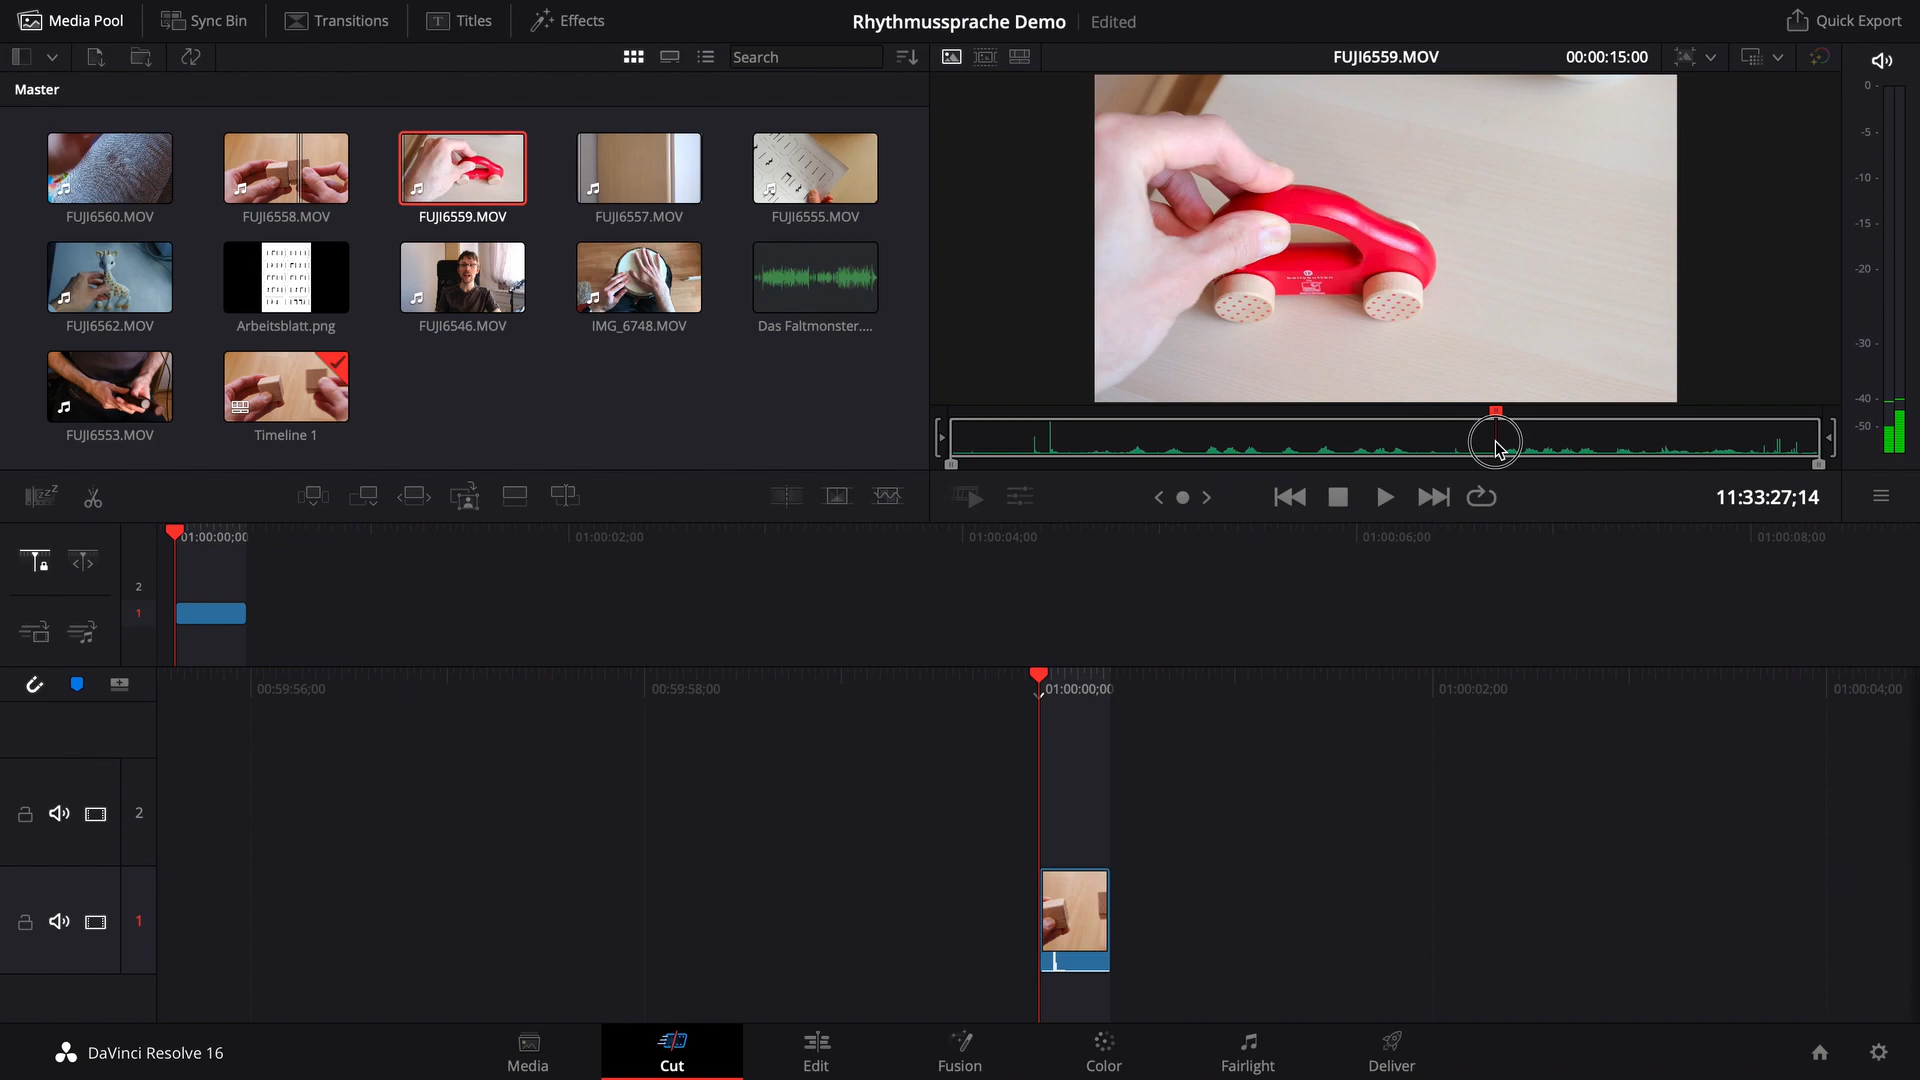 Media Pool
Sync Bin
Transitions
Titles
Effects
Rhythmussprache Demo
Edited
Quick Export
Search
FUJI6559.MOV
00:00:15:00
Master
FUJI6560.MOV
FUJI6558.MOV
FUJI6559.MOV
FUJI6557.MOV
FUJI6555.MOV
FUJI6562.MOV
Arbeitsblatt.png
FUJI6546.MOV
IMG_6748.MOV
Das Faltmonster....
FUJI6553.MOV
Timeline 1
0
-5
-10
-15
-20
-30
-40
-50
11:33:27;14
01:00:00;00
01:00:02;00
01:00:04;00
01:00:06;00
01:00:08;00
2
1
00:59:56;00
00:59:58;00
01:00:00;00
01:00:02;00
01:00:04;00
2
1
DaVinci Resolve 16
Media
Cut
Edit
Fusion
Color
Fairlight
Deliver